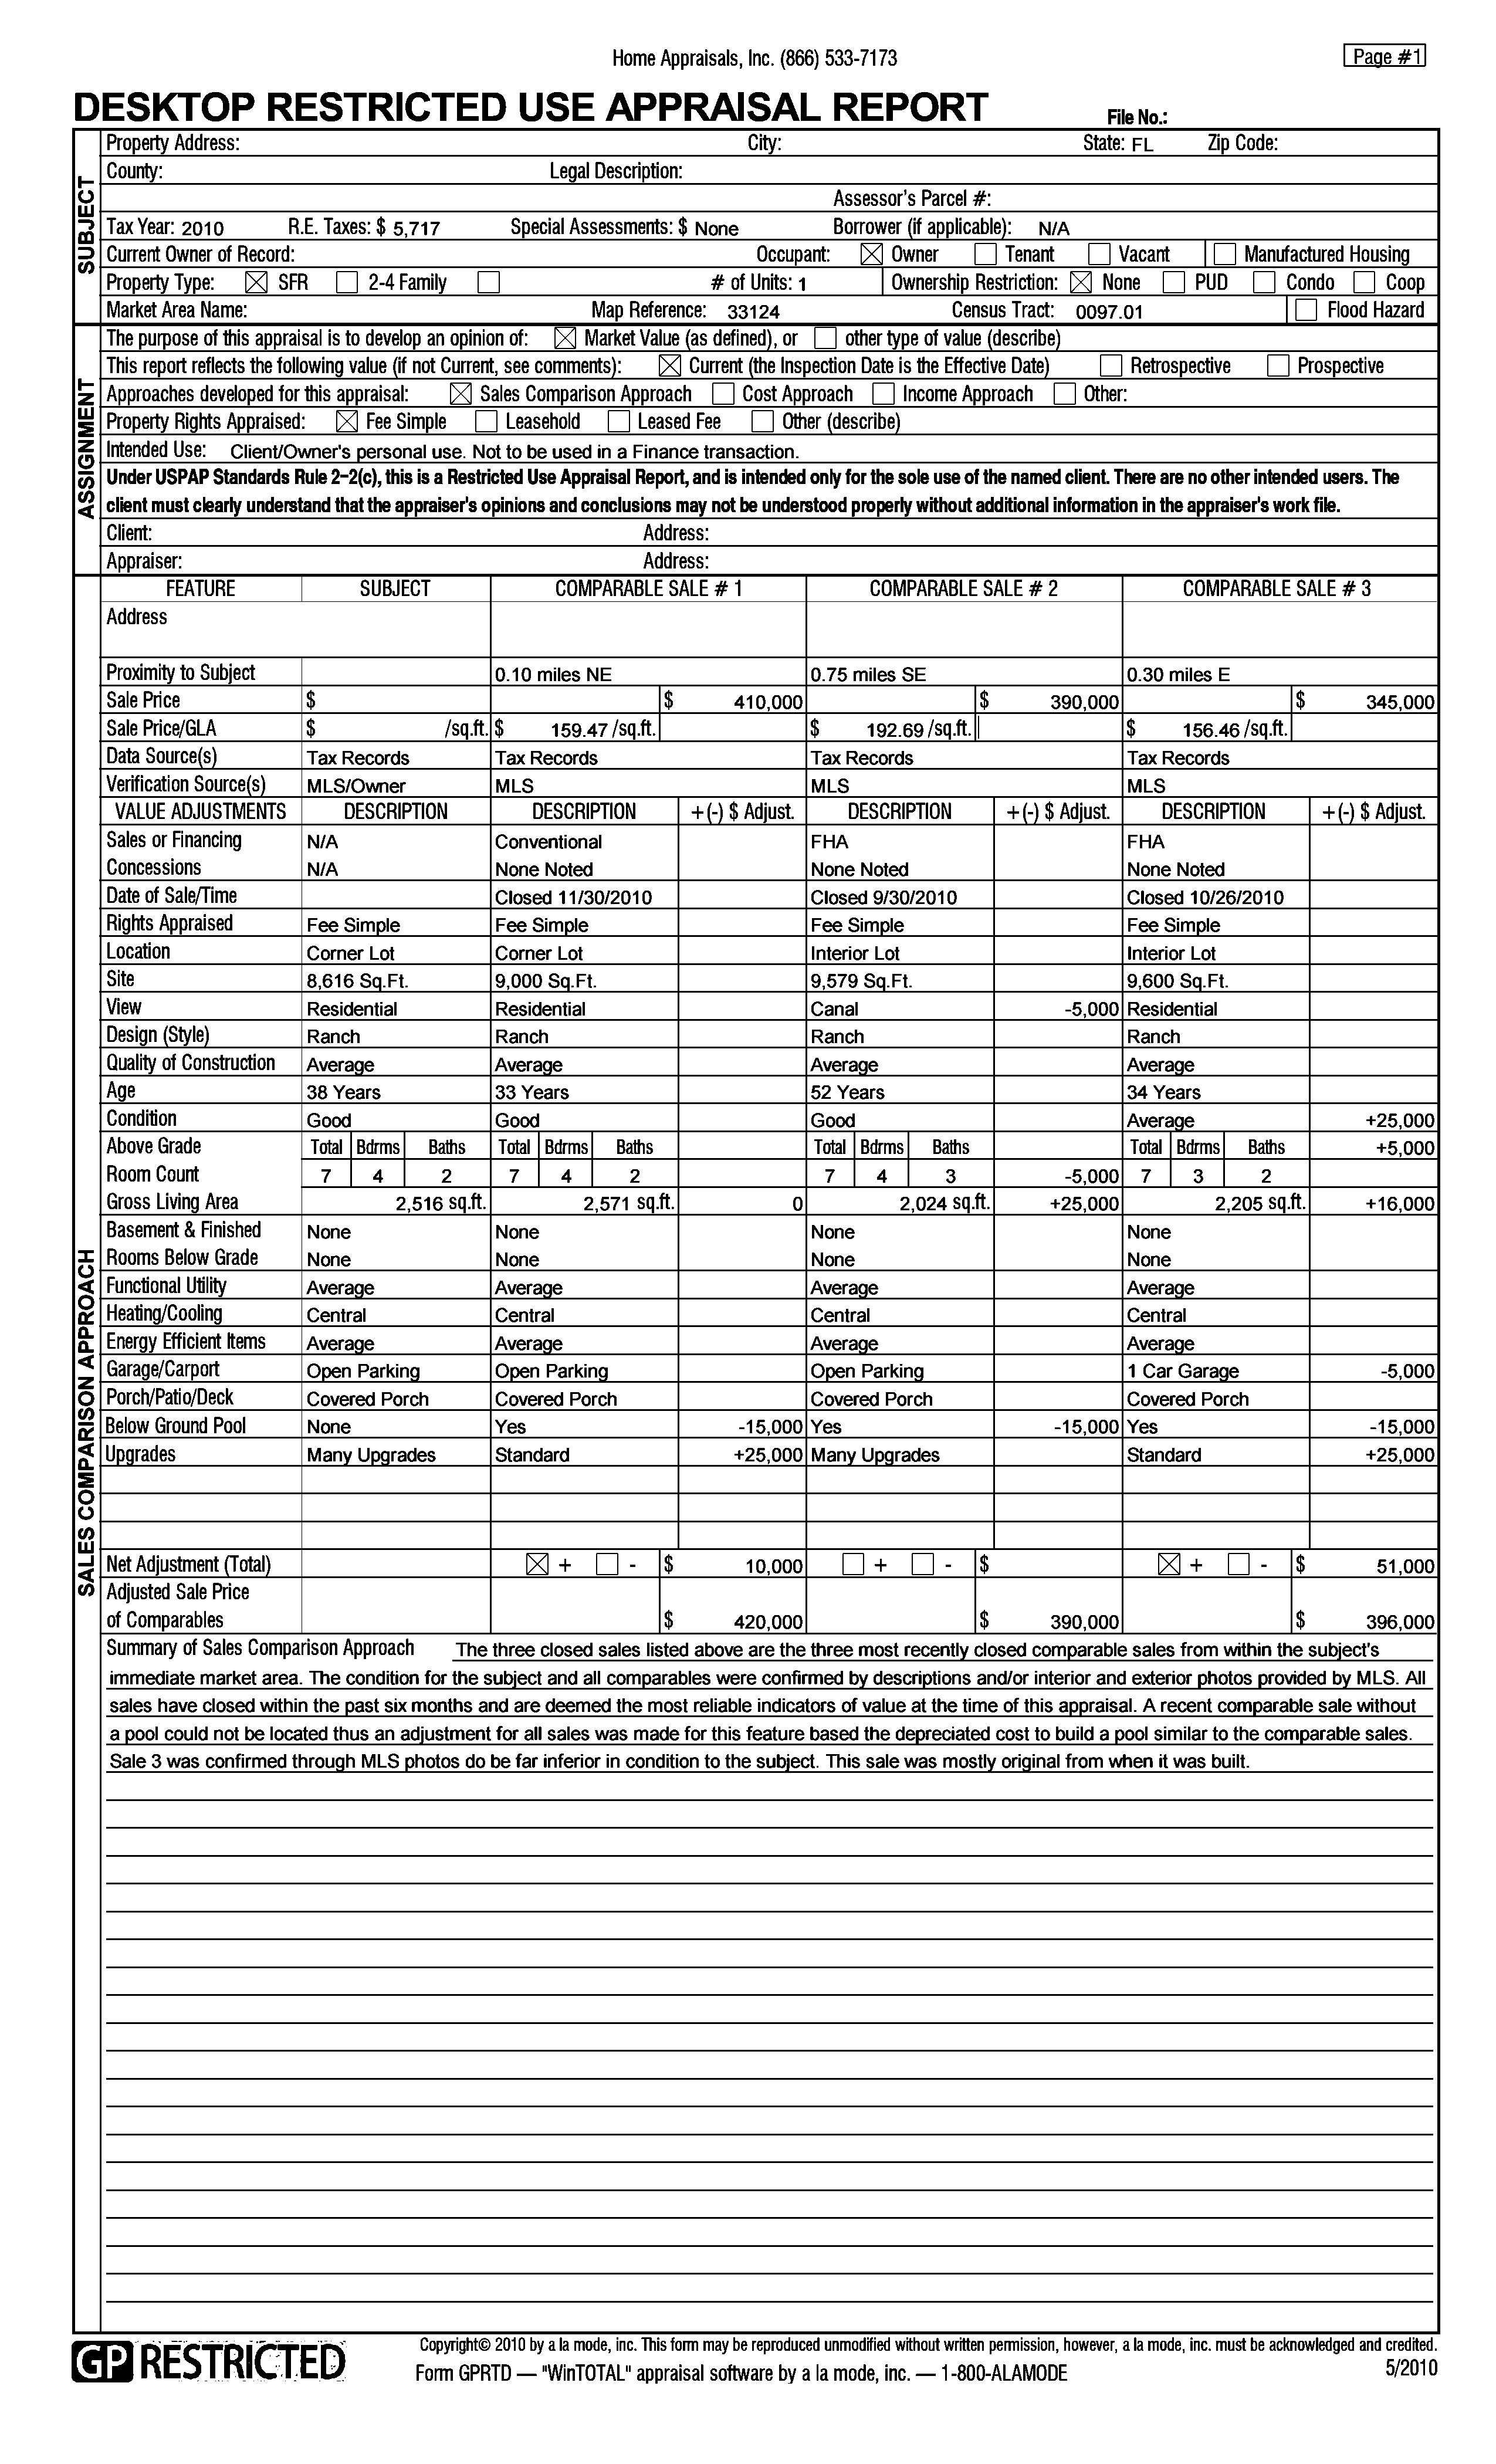 Home Appraisals, Inc. (866) 533-7173 Page #1
DESKTOP RESTRICTED USE APPRAISAL REPORT File No.:
SUBJECT
Property Address: City: State: FL Zip Code:
County: Legal Description:
Assessor's Parcel #:
Tax Year: 2010 R.E. Taxes: $ 5,717 Special Assessments: $ None Borrower (if applicable): N/A
Current Owner of Record: Occupant: Owner Tenant Vacant Manufactured Housing
Property Type: SFR 2-4 Family # of Units: 1 Ownership Restriction: None PUD Condo Coop
Market Area Name: Map Reference: 33124 Census Tract: 0097.01 Flood Hazard
ASSIGNMENT
The purpose of this appraisal is to develop an opinion of: Market Value (as defined), or other type of value (describe)
This report reflects the following value (if not Current, see comments): Current (the Inspection Date is the Effective Date) Retrospective Prospective
Approaches developed for this appraisal: Sales Comparison Approach Cost Approach Income Approach Other:
Property Rights Appraised: Fee Simple Leasehold Leased Fee Other (describe)
Intended Use: Client/Owner's personal use. Not to be used in a Finance transaction.
Under USPAP Standards Rule 2-2(c), this is a Restricted Use Appraisal Report, and is intended only for the sole use of the named client. There are no other intended users. The
client must clearly understand that the appraiser's opinions and conclusions may not be understood properly without additional information in the appraiser's work file.
Client: Address:
Appraiser: Address:
SALES COMPARISON APPROACH
FEATURE SUBJECT COMPARABLE SALE # 1 COMPARABLE SALE # 2 COMPARABLE SALE # 3
Address
Proximity to Subject 0.10 miles NE 0.75 miles SE 0.30 miles E
Sale Price $ $ 410,000 $ 390,000 $ 345,000
Sale Price/GLA $ /sq.ft. $ 159.47 /sq.ft. $ 192.69 /sq.ft. $ 156.46 /sq.ft.
Data Source(s) Tax Records Tax Records Tax Records Tax Records
Verification Source(s) MLS/Owner MLS MLS MLS
VALUE ADJUSTMENTS DESCRIPTION DESCRIPTION +(-) $ Adjust. DESCRIPTION +(-) $ Adjust. DESCRIPTION +(-) $ Adjust.
Sales or Financing N/A Conventional FHA FHA
Concessions N/A None Noted None Noted None Noted
Date of Sale/Time Closed 11/30/2010 Closed 9/30/2010 Closed 10/26/2010
Rights Appraised Fee Simple Fee Simple Fee Simple Fee Simple
Location Corner Lot Corner Lot Interior Lot Interior Lot
Site 8,616 Sq.Ft. 9,000 Sq.Ft. 9,579 Sq.Ft. 9,600 Sq.Ft.
View Residential Residential Canal -5,000 Residential
Design (Style) Ranch Ranch Ranch Ranch
Quality of Construction Average Average Average Average
Age 38 Years 33 Years 52 Years 34 Years
Condition Good Good Good Average +25,000
Above Grade Total Bdrms Baths Total Bdrms Baths Total Bdrms Baths Total Bdrms Baths +5,000
Room Count 7 4 2 7 4 2 7 4 3 -5,000 7 3 2
Gross Living Area 2,516 sq.ft. 2,571 sq.ft. 0 2,024 sq.ft. +25,000 2,205 sq.ft. +16,000
Basement & Finished None None None None
Rooms Below Grade None None None None
Functional Utility Average Average Average Average
Heating/Cooling Central Central Central Central
Energy Efficient Items Average Average Average Average
Garage/Carport Open Parking Open Parking Open Parking 1 Car Garage -5,000
Porch/Patio/Deck Covered Porch Covered Porch Covered Porch Covered Porch
Below Ground Pool None Yes -15,000 Yes -15,000 Yes -15,000
Upgrades Many Upgrades Standard +25,000 Many Upgrades Standard +25,000
Net Adjustment (Total) + - $ 10,000 + - $ + - $ 51,000
Adjusted Sale Price
of Comparables $ 420,000 $ 390,000 $ 396,000
Summary of Sales Comparison Approach The three closed sales listed above are the three most recently closed comparable sales from within the subject's
immediate market area. The condition for the subject and all comparables were confirmed by descriptions and/or interior and exterior photos provided by MLS. All
sales have closed within the past six months and are deemed the most reliable indicators of value at the time of this appraisal. A recent comparable sale without
a pool could not be located thus an adjustment for all sales was made for this feature based the depreciated cost to build a pool similar to the comparable sales.
Sale 3 was confirmed through MLS photos do be far inferior in condition to the subject. This sale was mostly original from when it was built.
GP RESTRICTED
Copyright© 2010 by a la mode, inc. This form may be reproduced unmodified without written permission, however, a la mode, inc. must be acknowledged and credited.
Form GPRTD — "WinTOTAL" appraisal software by a la mode, inc. — 1-800-ALAMODE 5/2010